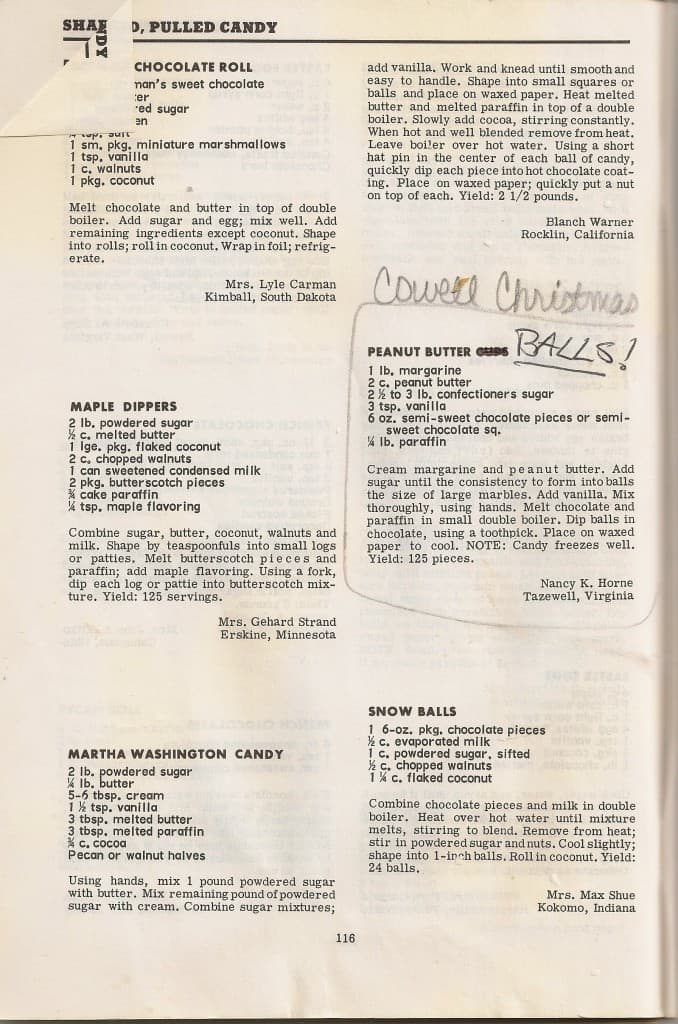 SHA D, PULLED CANDY
CHOCOLATE ROLL
man's sweet chocolate
er
ed sugar
en
1 sm. pkg. miniature marshmallows
1 tsp. vanilla
1 c. walnuts
1 pkg. coconut
Melt chocolate and butter in top of double
boiler. Add sugar and egg; mix well. Add
remaining ingredients except coconut. Shape
into rolls; roll in coconut. Wrap in foil; refrig-
erate.
Mrs. Lyle Carman
Kimball, South Dakota
MAPLE DIPPERS
2 lb. powdered sugar
½ c. melted butter
1 lge. pkg. flaked coconut
2 c. chopped walnuts
1 can sweetened condensed milk
2 pkg. butterscotch pieces
¾ cake paraffin
¼ tsp. maple flavoring
Combine sugar, butter, coconut, walnuts and
milk. Shape by teaspoonfuls into small logs
or patties. Melt butterscotch pieces and
paraffin; add maple flavoring. Using a fork,
dip each log or pattie into butterscotch mix-
ture. Yield: 125 servings.
Mrs. Gehard Strand
Erskine, Minnesota
MARTHA WASHINGTON CANDY
2 lb. powdered sugar
¼ lb. butter
5-6 tbsp. cream
1 ½ tsp. vanilla
3 tbsp. melted butter
3 tbsp. melted paraffin
¾ c. cocoa
Pecan or walnut halves
Using hands, mix 1 pound powdered sugar
with butter. Mix remaining pound of powdered
sugar with cream. Combine sugar mixtures;
add vanilla. Work and knead until smooth and
easy to handle. Shape into small squares or
balls and place on waxed paper. Heat melted
butter and melted paraffin in top of a double
boiler. Slowly add cocoa, stirring constantly.
When hot and well blended remove from heat.
Leave boiler over hot water. Using a short
hat pin in the center of each ball of candy,
quickly dip each piece into hot chocolate coat-
ing. Place on waxed paper; quickly put a nut
on top of each. Yield: 2 1/2 pounds.
Blanch Warner
Rocklin, California
Cowell Christmas
PEANUT BUTTER BALLS!
1 lb. margarine
2 c. peanut butter
2 ½ to 3 lb. confectioners sugar
3 tsp. vanilla
6 oz. semi-sweet chocolate pieces or semi-
sweet chocolate sq.
¼ lb. paraffin
Cream margarine and peanut butter. Add
sugar until the consistency to form into balls
the size of large marbles. Add vanilla. Mix
thoroughly, using hands. Melt chocolate and
paraffin in small double boiler. Dip balls in
chocolate, using a toothpick. Place on waxed
paper to cool. NOTE: Candy freezes well.
Yield: 125 pieces.
Nancy K. Horne
Tazewell, Virginia
SNOW BALLS
1 6-oz. pkg. chocolate pieces
½ c. evaporated milk
1 c. powdered sugar, sifted
½ c. chopped walnuts
1 ¼ c. flaked coconut
Combine chocolate pieces and milk in double
boiler. Heat over hot water until mixture
melts, stirring to blend. Remove from heat;
stir in powdered sugar and nuts. Cool slightly;
shape into 1-inch balls. Roll in coconut. Yield:
24 balls.
Mrs. Max Shue
Kokomo, Indiana
116